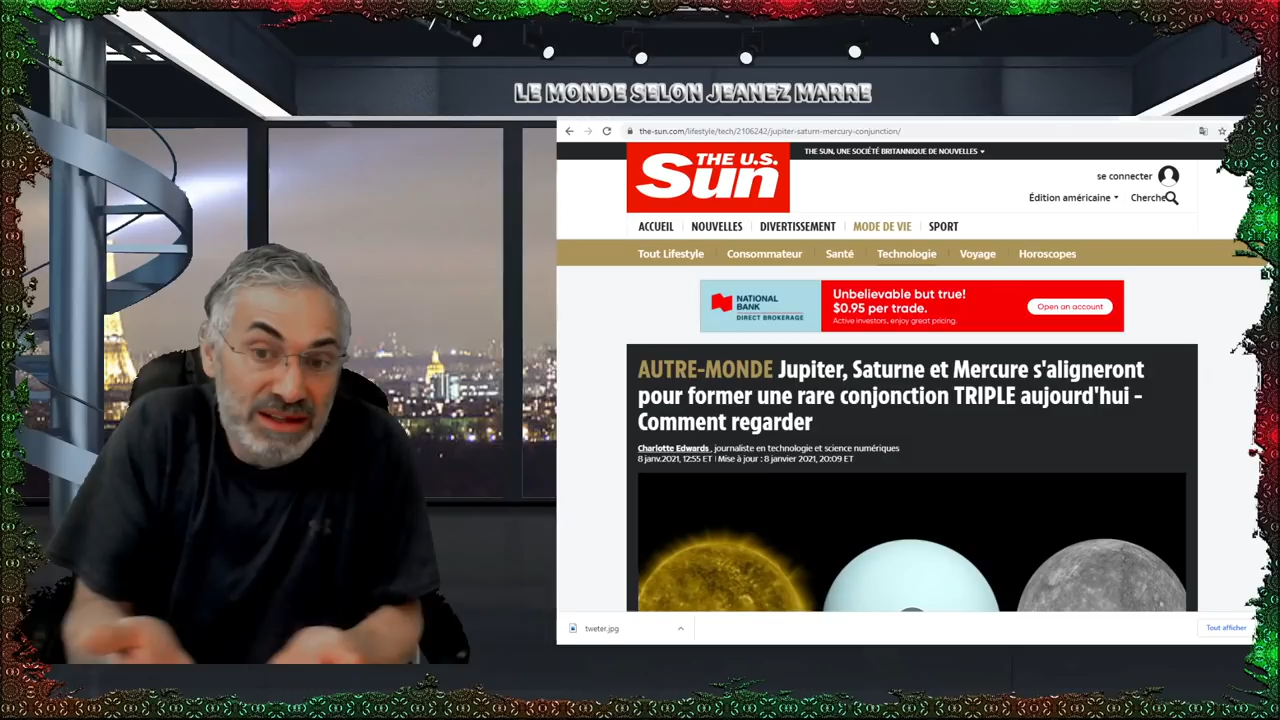 LE MONDE SELON JEANEZ MARRE
the-sun.com/lifestyle/tech/2106242/jupiter-saturn-mercury-conjunction/
THE U.S.
Sun
THE SUN, UNE SOCIÉTÉ BRITANNIQUE DE NOUVELLES
se connecter
Édition américaine
Cherche
ACCUEIL NOUVELLES DIVERTISSEMENT MODE DE VIE SPORT
Tout Lifestyle Consommateur Santé Technologie Voyage Horoscopes
NATIONAL
BANK
DIRECT BROKERAGE
Unbelievable but true!
$0.95 per trade.
Active investors, enjoy great pricing.
Open an account
AUTRE-MONDE Jupiter, Saturne et Mercure s'aligneront
pour former une rare conjonction TRIPLE aujourd'hui -
Comment regarder
Charlotte Edwards , journaliste en technologie et science numériques
8 janv.2021, 12:55 ET | Mise à jour : 8 janvier 2021, 20:09 ET
tweter.jpg
Tout afficher